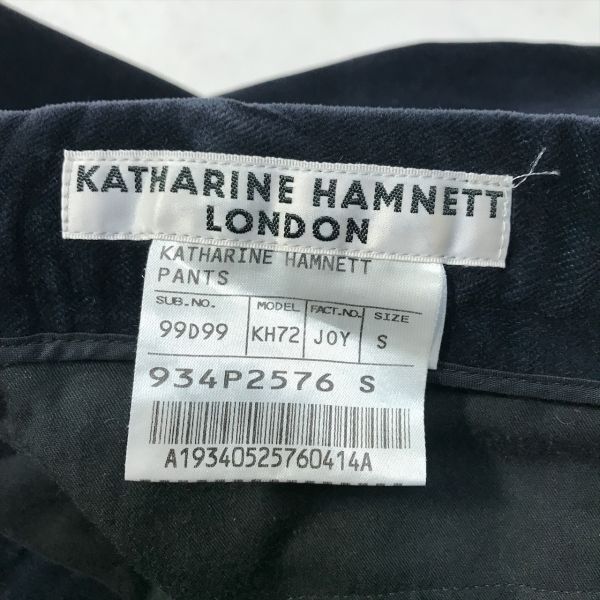 KATHARINE HAMNETT
LONDON
KATHARINE HAMNETT
PANTS
SUB.NO. MODEL FACT.NO. SIZE
99D99 KH72 JOY S
934P2576 S
A19340525760414A